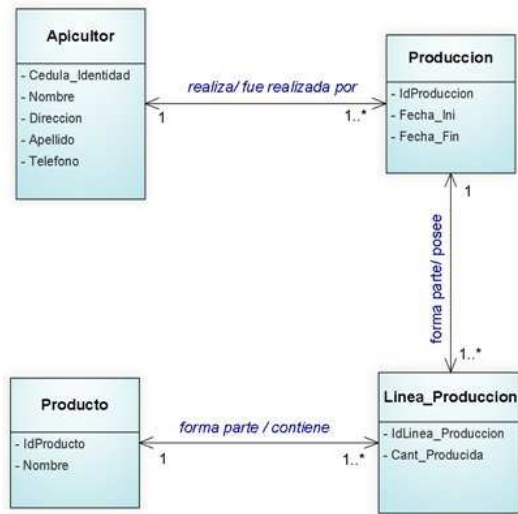 Apicultor
- Cedula_Identidad
- Nombre
- Direccion
- Apellido
- Telefono
realiza/ fue realizada por
1
1..*
Produccion
- IdProduccion
- Fecha_Ini
- Fecha_Fin
1
forma parte/ posee
1..*
Producto
- IdProducto
- Nombre
forma parte / contiene
1
1..*
Linea_Produccion
- IdLinea_Produccion
- Cant_Producida